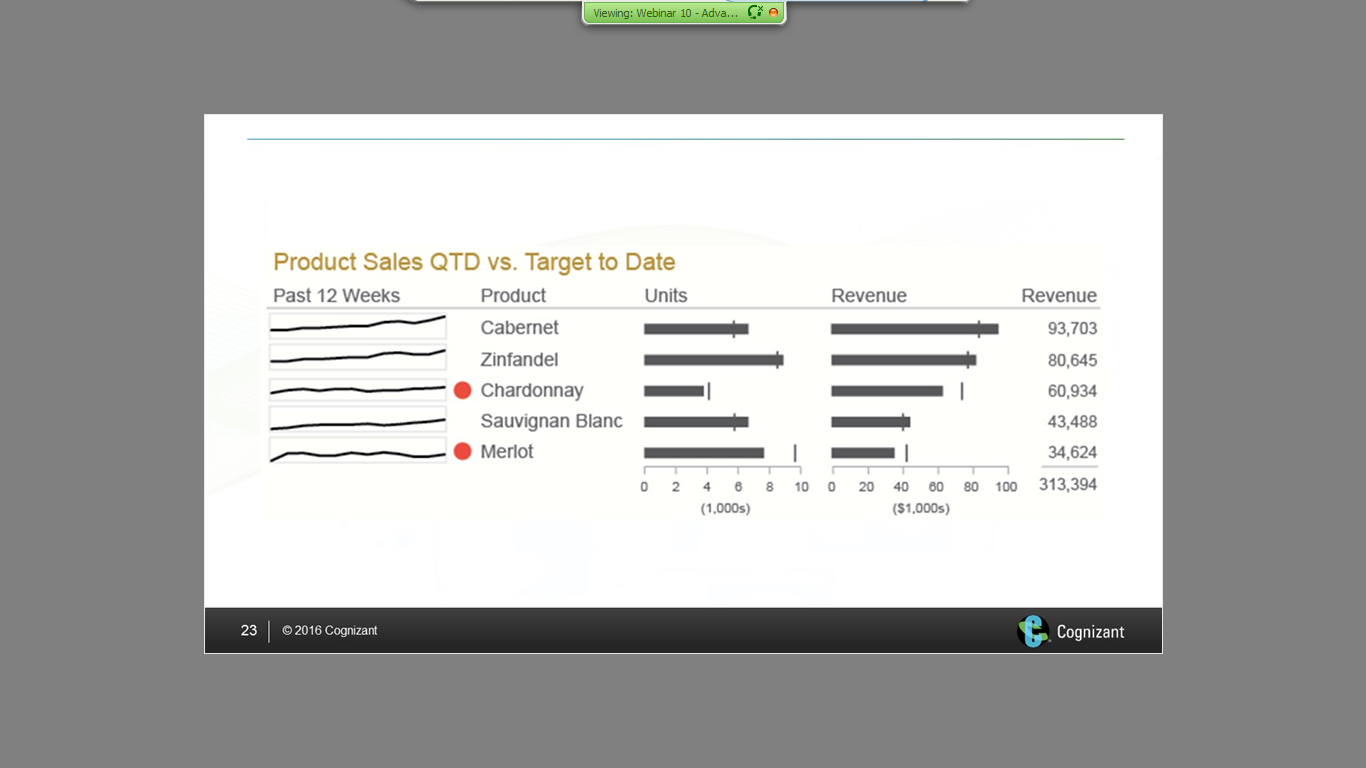 Viewing: Webinar 10 - Adva...
Product Sales QTD vs. Target to Date
Past 12 Weeks Product Units Revenue Revenue
Cabernet 93,703
Zinfandel 80,645
Chardonnay 60,934
Sauvignan Blanc 43,488
Merlot 34,624
0 2 4 6 8 10 0 20 40 60 80 100 313,394
(1,000s) ($1,000s)
23 © 2016 Cognizant Cognizant